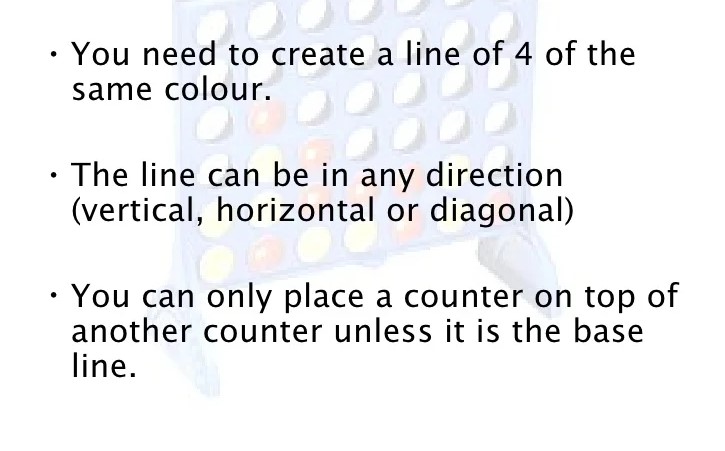 • You need to create a line of 4 of the
same colour.
• The line can be in any direction
(vertical, horizontal or diagonal)
• You can only place a counter on top of
another counter unless it is the base
line.